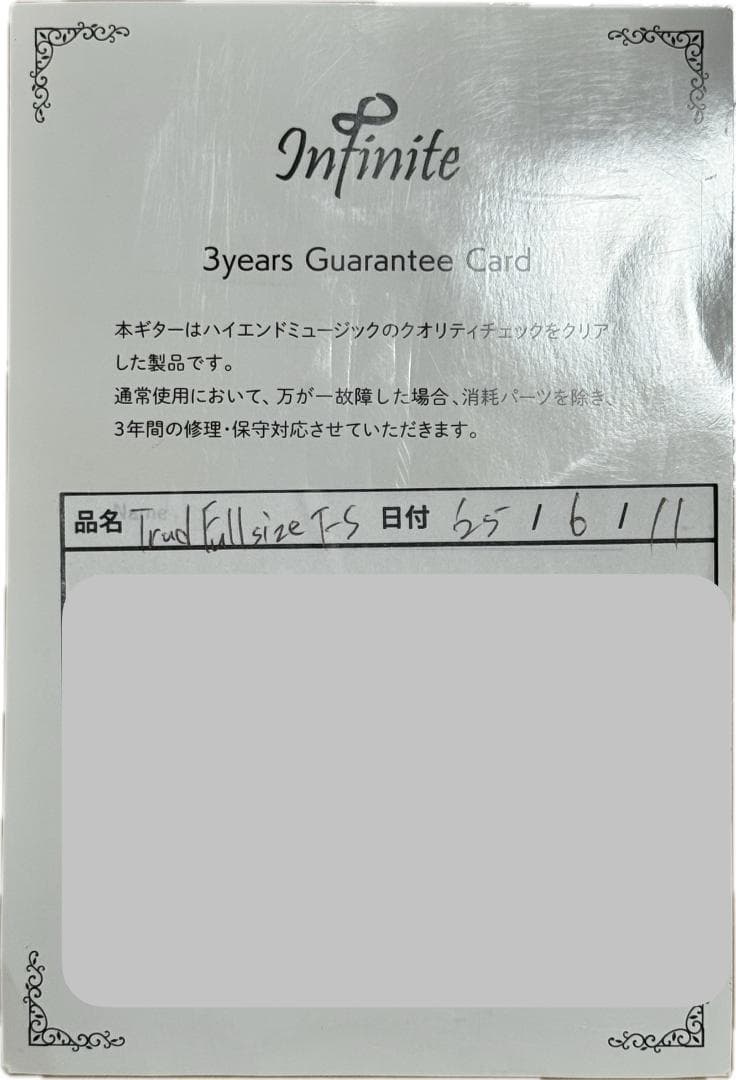 Infinite
3years Guarantee Card
本ギターはハイエンドミュージックのクオリティチェックをクリア
した製品です。
通常使用において、万が一故障した場合、消耗パーツを除き、
3年間の修理・保守対応させていただきます。
品名 Trad Full size T-S 日付 25 / 6 / 11